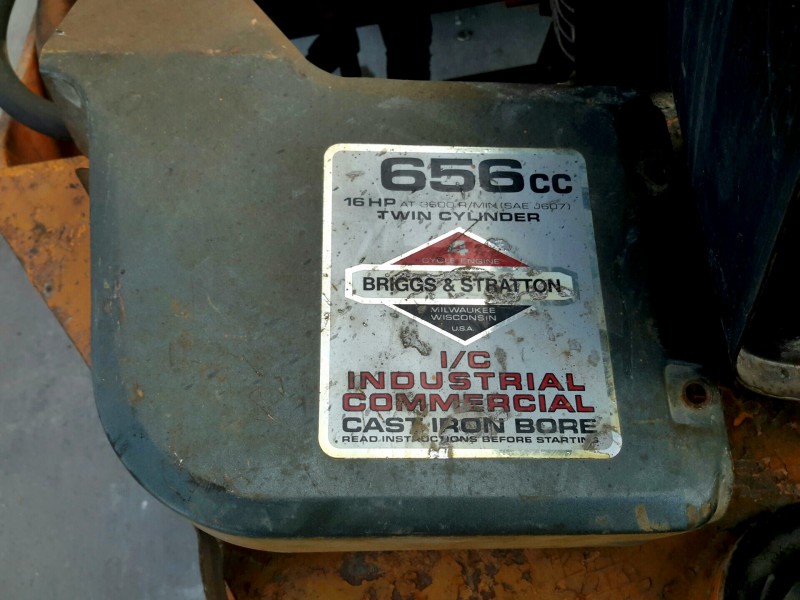 656cc
16 HP AT 3600 R/MIN (SAE J607)
TWIN CYLINDER
4
CYCLE ENGINE
BRIGGS & STRATTON
MILWAUKEE
WISCONSIN
U.S.A.
I/C
INDUSTRIAL
COMMERCIAL
CAST IRON BORE
READ INSTRUCTIONS BEFORE STARTING